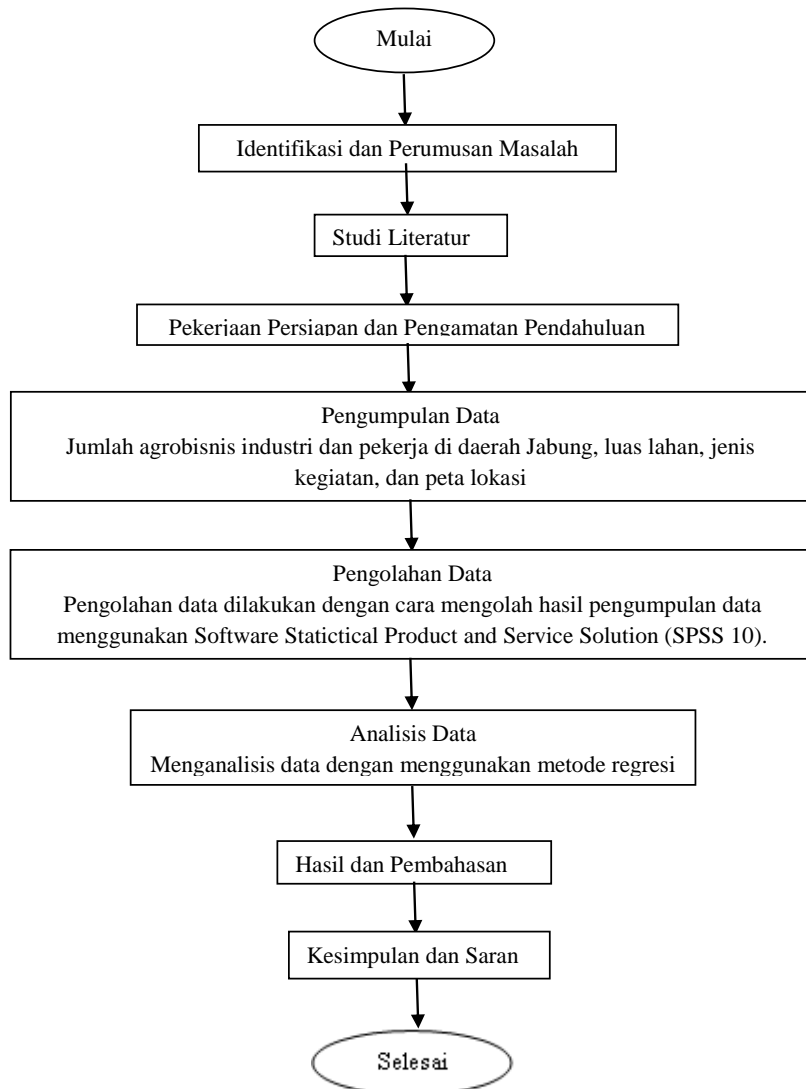 Mulai
Identifikasi dan Perumusan Masalah
Studi Literatur
Pekerjaan Persiapan dan Pengamatan Pendahuluan
Pengumpulan Data
Jumlah agrobisnis industri dan pekerja di daerah Jabung, luas lahan, jenis
kegiatan, dan peta lokasi
Pengolahan Data
Pengolahan data dilakukan dengan cara mengolah hasil pengumpulan data
menggunakan Software Statictical Product and Service Solution (SPSS 10).
Analisis Data
Menganalisis data dengan menggunakan metode regresi
Hasil dan Pembahasan
Kesimpulan dan Saran
Selesai